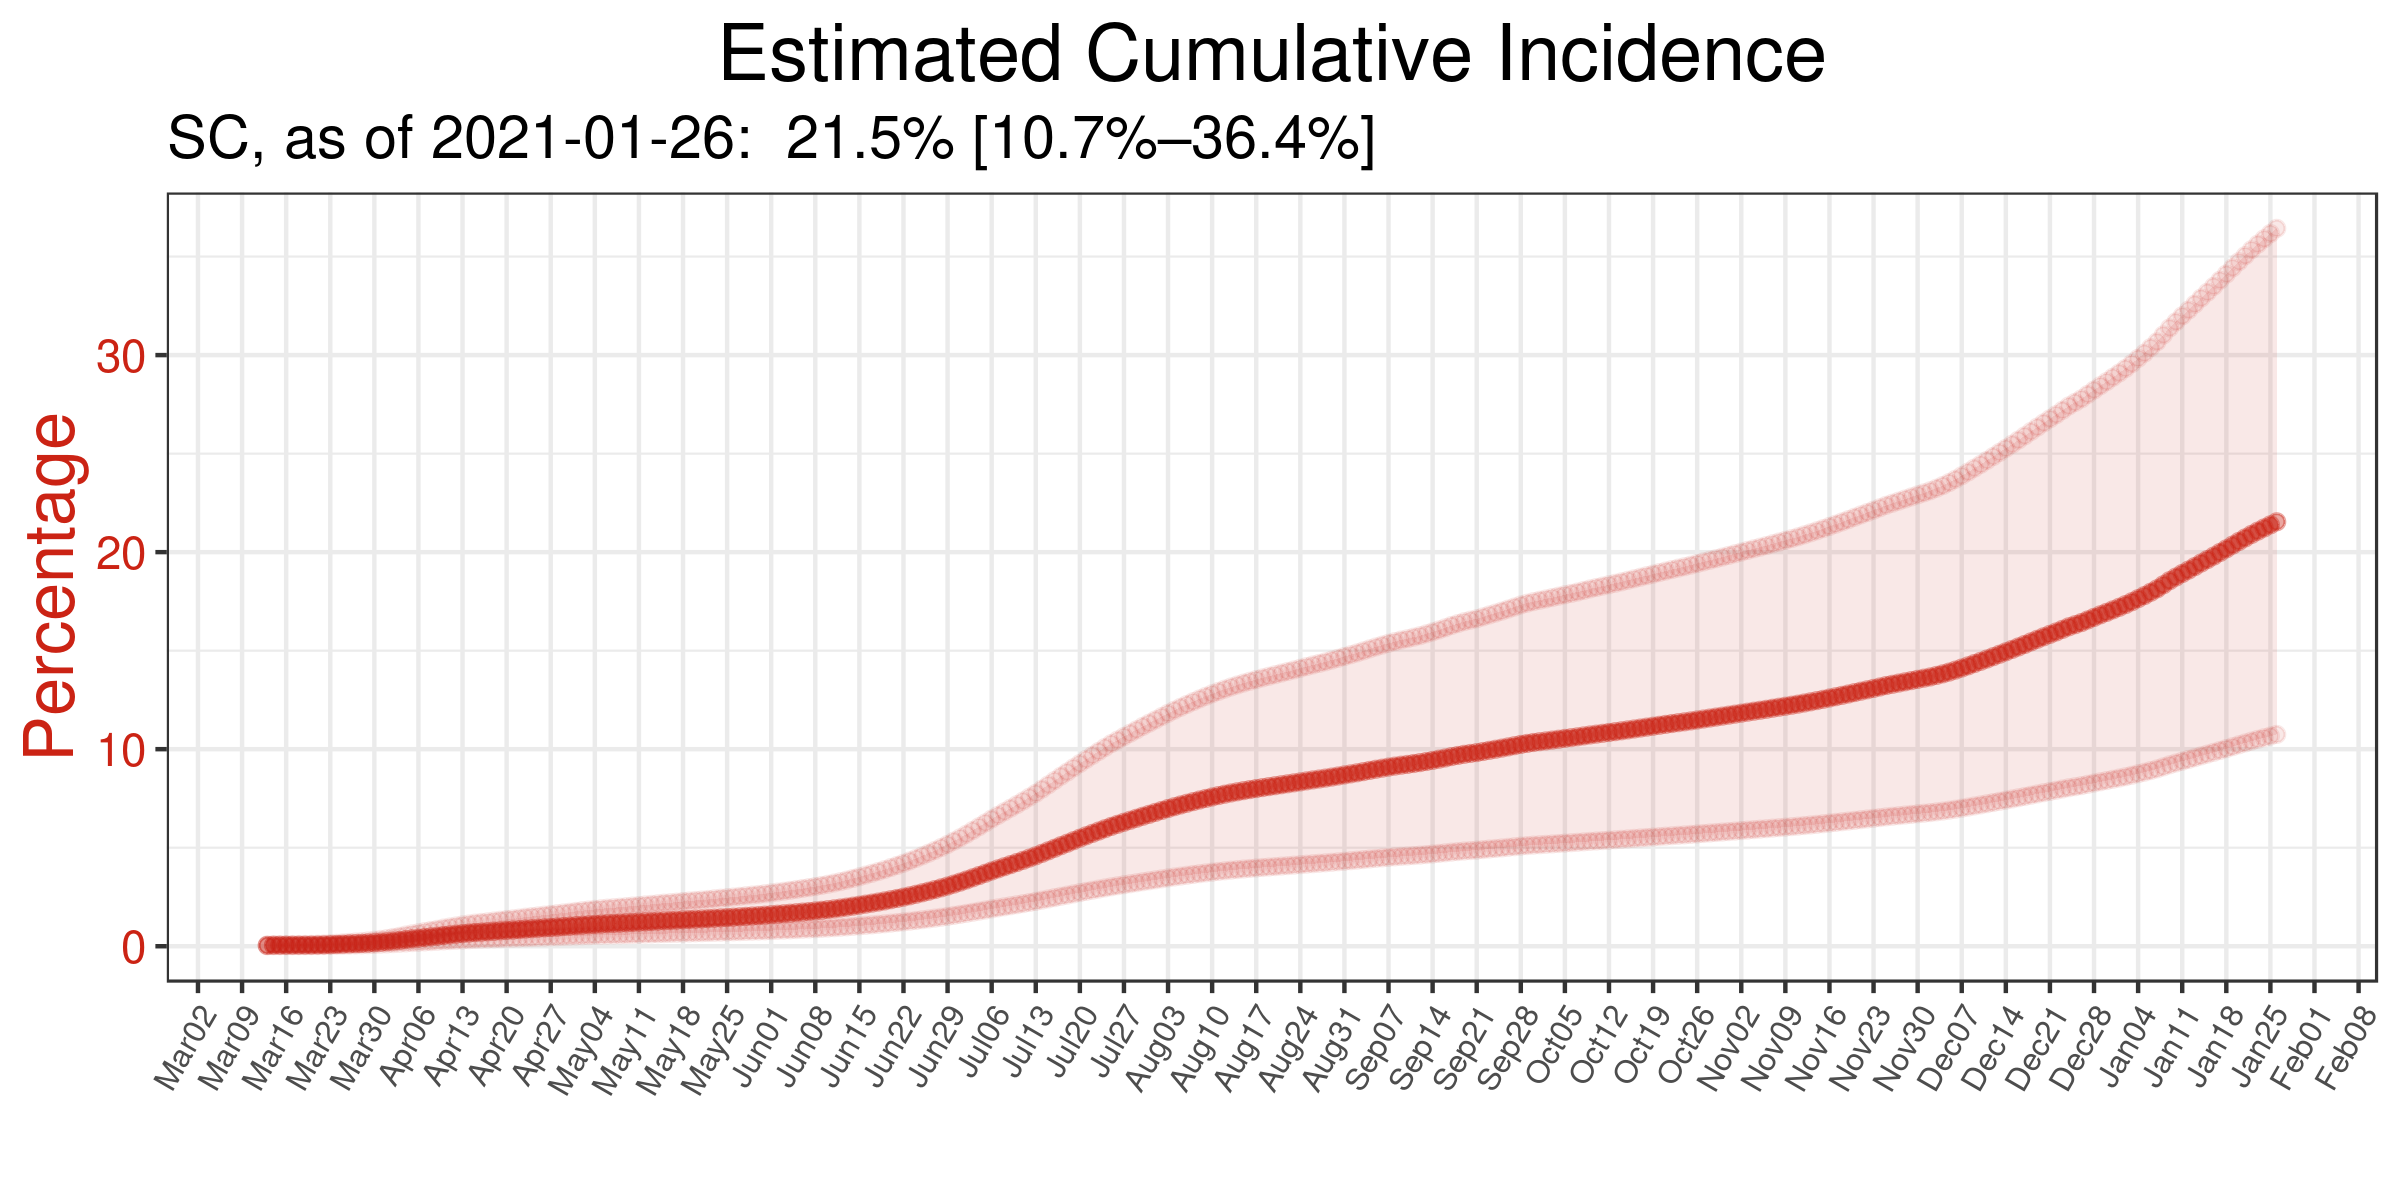 Estimated Cumulative Incidence
SC, as of 2021-01-26:  21.5% [10.7%–36.4%]
Percentage
30
20
10
0
Mar02
Mar09
Mar16
Mar23
Mar30
Apr06
Apr13
Apr20
Apr27
May04
May11
May18
May25
Jun01
Jun08
Jun15
Jun22
Jun29
Jul06
Jul13
Jul20
Jul27
Aug03
Aug10
Aug17
Aug24
Aug31
Sep07
Sep14
Sep21
Sep28
Oct05
Oct12
Oct19
Oct26
Nov02
Nov09
Nov16
Nov23
Nov30
Dec07
Dec14
Dec21
Dec28
Jan04
Jan11
Jan18
Jan25
Feb01
Feb08